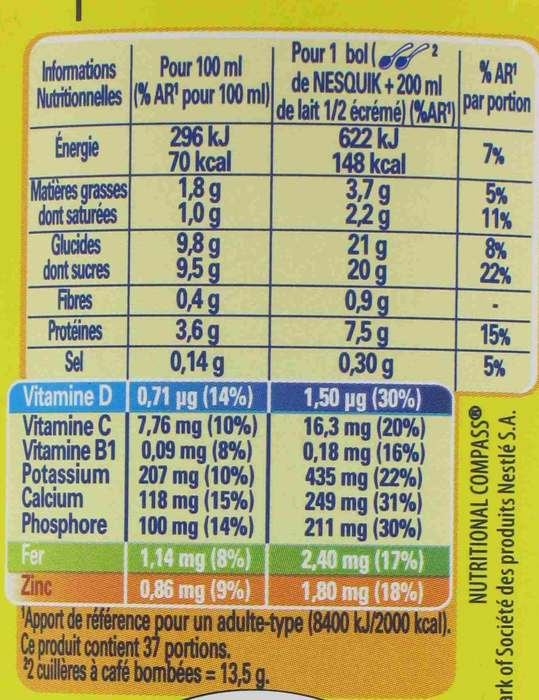 Informations Nutritionnelles | Pour 100 ml (% AR¹ pour 100 ml) | Pour 1 bol ( ² de NESQUIK + 200 ml de lait 1/2 écrémé) (%AR¹) | % AR¹ par portion
Énergie | 296 kJ 70 kcal | 622 kJ 148 kcal | 7%
Matières grasses | 1,8 g | 3,7 g | 5%
dont saturées | 1,0 g | 2,2 g | 11%
Glucides | 9,8 g | 21 g | 8%
dont sucres | 9,5 g | 20 g | 22%
Fibres | 0,4 g | 0,9 g | -
Protéines | 3,6 g | 7,5 g | 15%
Sel | 0,14 g | 0,30 g | 5%
Vitamine D | 0,71 µg (14%) | 1,50 µg (30%)
Vitamine C | 7,76 mg (10%) | 16,3 mg (20%)
Vitamine B1 | 0,09 mg (8%) | 0,18 mg (16%)
Potassium | 207 mg (10%) | 435 mg (22%)
Calcium | 118 mg (15%) | 249 mg (31%)
Phosphore | 100 mg (14%) | 211 mg (30%)
Fer | 1,14 mg (8%) | 2,40 mg (17%)
Zinc | 0,86 mg (9%) | 1,80 mg (18%)
¹Apport de référence pour un adulte-type (8400 kJ/2000 kcal).
Ce produit contient 37 portions.
²2 cuillères à café bombées = 13,5 g.
NUTRITIONAL COMPASS®
of Société des produits Nestlé S.A.